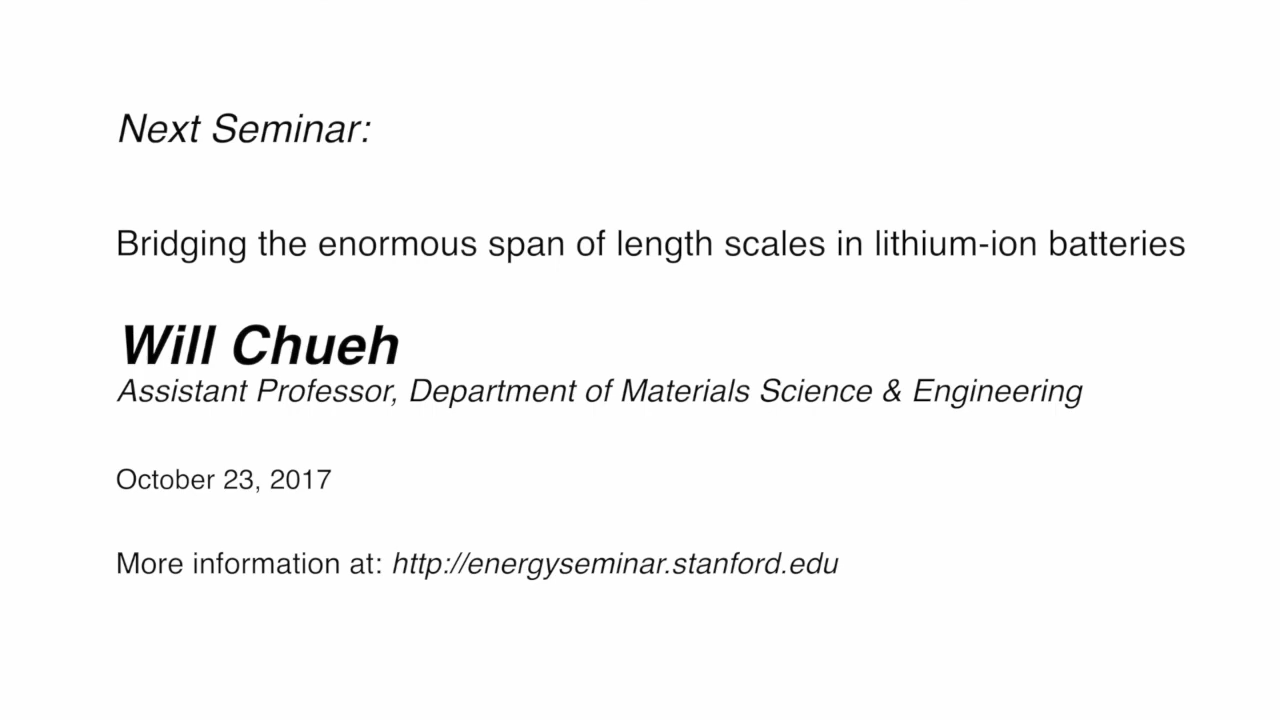 Next Seminar:
Bridging the enormous span of length scales in lithium-ion batteries
Will Chueh
Assistant Professor, Department of Materials Science & Engineering
October 23, 2017
More information at: http://energyseminar.stanford.edu